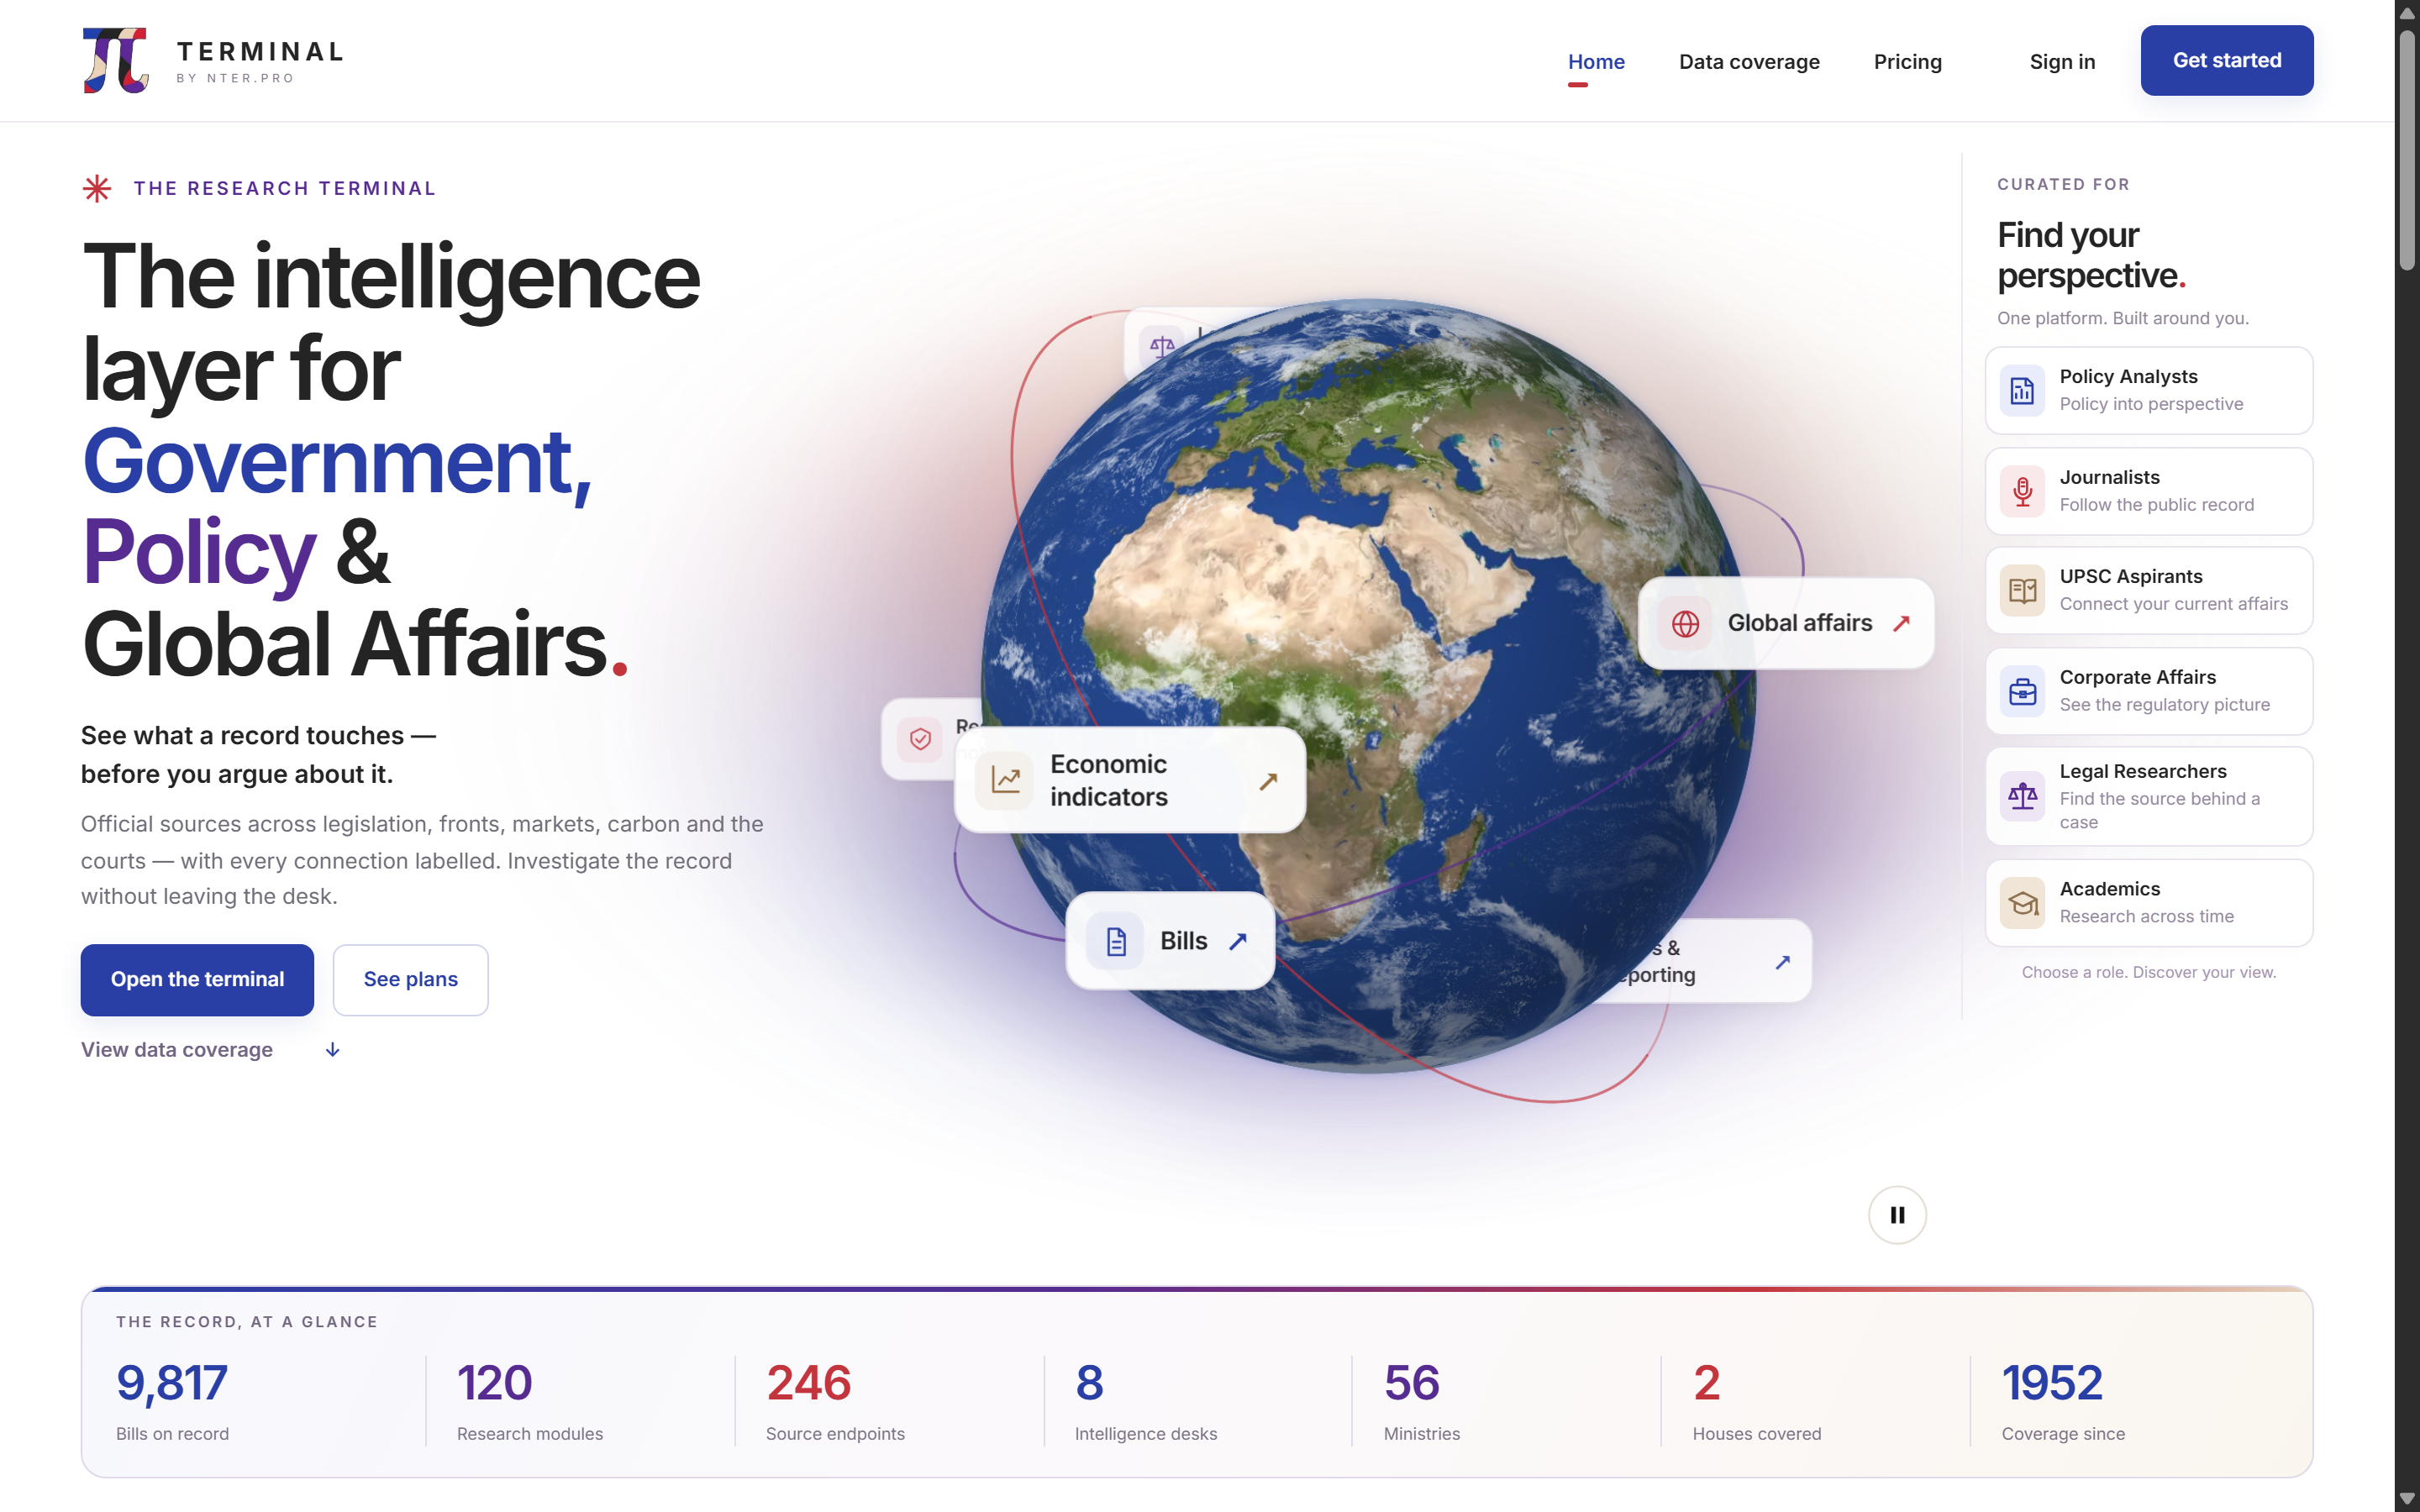 TERMINAL
BY NTER.PRO
Home
Data coverage
Pricing
Sign in
Get started
THE RESEARCH TERMINAL
The intelligence
layer for
Government,
Policy &
Global Affairs.
See what a record touches —
before you argue about it.
Official sources across legislation, fronts, markets, carbon and the
courts — with every connection labelled. Investigate the record
without leaving the desk.
Open the terminal
See plans
View data coverage
Global affairs
Economic
indicators
Bills
&
CURATED FOR
Find your
perspective.
One platform. Built around you.
Policy Analysts
Policy into perspective
Journalists
Follow the public record
UPSC Aspirants
Connect your current affairs
Corporate Affairs
See the regulatory picture
Legal Researchers
Find the source behind a
case
Academics
Research across time
Choose a role. Discover your view.
THE RECORD, AT A GLANCE
9,817
Bills on record
120
Research modules
246
Source endpoints
8
Intelligence desks
56
Ministries
2
Houses covered
1952
Coverage since